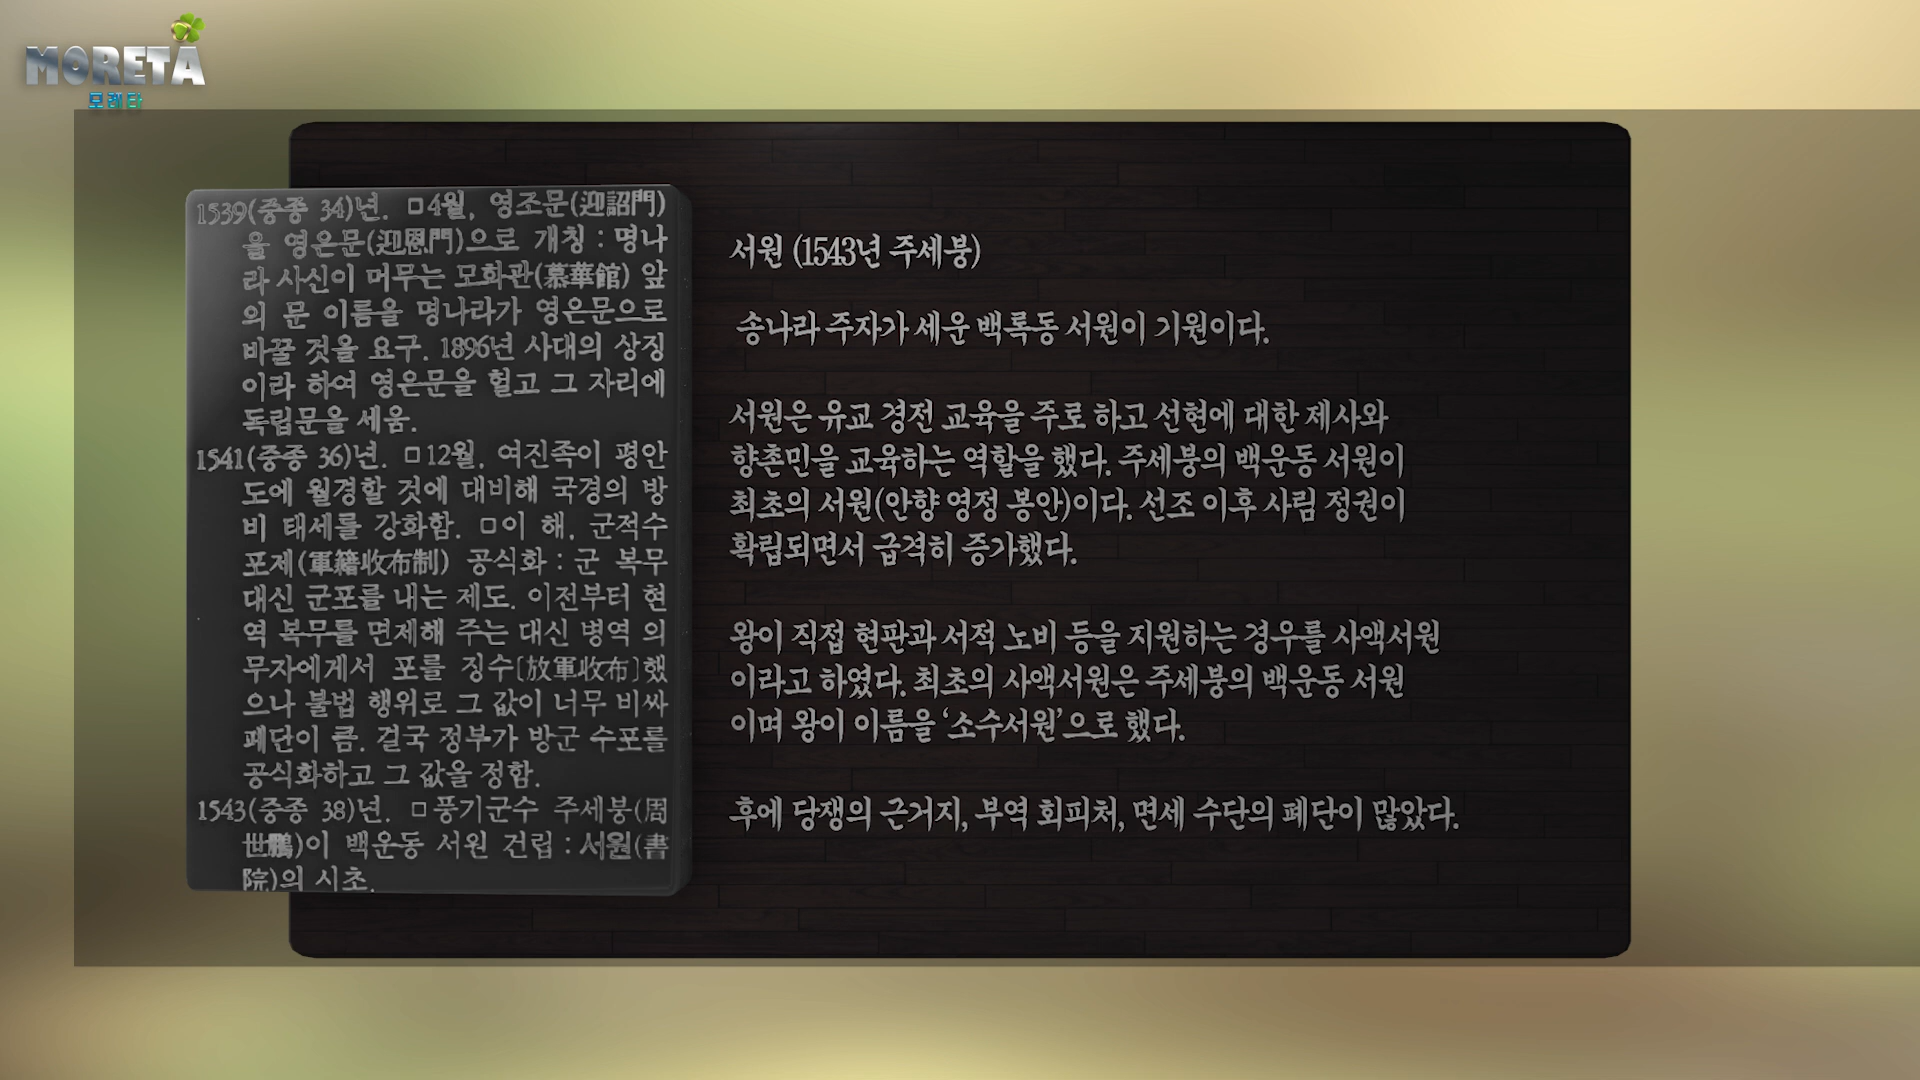 MORETA
모레타
1539(중종 34)년. □4월, 영조문(迎詔門)
을 영은문(迎恩門)으로 개칭 : 명나
라 사신이 머무는 모화관(慕華館) 앞
의 문 이름을 명나라가 영은문으로
바꿀 것을 요구. 1896년 사대의 상징
이라 하여 영은문을 헐고 그 자리에
독립문을 세움.
1541(중종 36)년. □12월, 여진족이 평안
도에 월경할 것에 대비해 국경의 방
비 태세를 강화함. □이 해, 군적수
포제(軍籍收布制) 공식화 : 군 복무
대신 군포를 내는 제도. 이전부터 현
역 복무를 면제해 주는 대신 병역 의
무자에게서 포를 징수[放軍收布]했
으나 불법 행위로 그 값이 너무 비싸
폐단이 큼. 결국 정부가 방군 수포를
공식화하고 그 값을 정함.
1543(중종 38)년. □풍기군수 주세붕(周
世鵬)이 백운동 서원 건립 : 서원(書
院)의 시초.
서원 (1543년 주세붕)
송나라 주자가 세운 백록동 서원이 기원이다.
서원은 유교 경전 교육을 주로 하고 선현에 대한 제사와
향촌민을 교육하는 역할을 했다. 주세붕의 백운동 서원이
최초의 서원(안향 영정 봉안)이다. 선조 이후 사림 정권이
확립되면서 급격히 증가했다.
왕이 직접 현판과 서적 노비 등을 지원하는 경우를 사액서원
이라고 하였다. 최초의 사액서원은 주세붕의 백운동 서원
이며 왕이 이름을 ‘소수서원’으로 했다.
후에 당쟁의 근거지, 부역 회피처, 면세 수단의 폐단이 많았다.